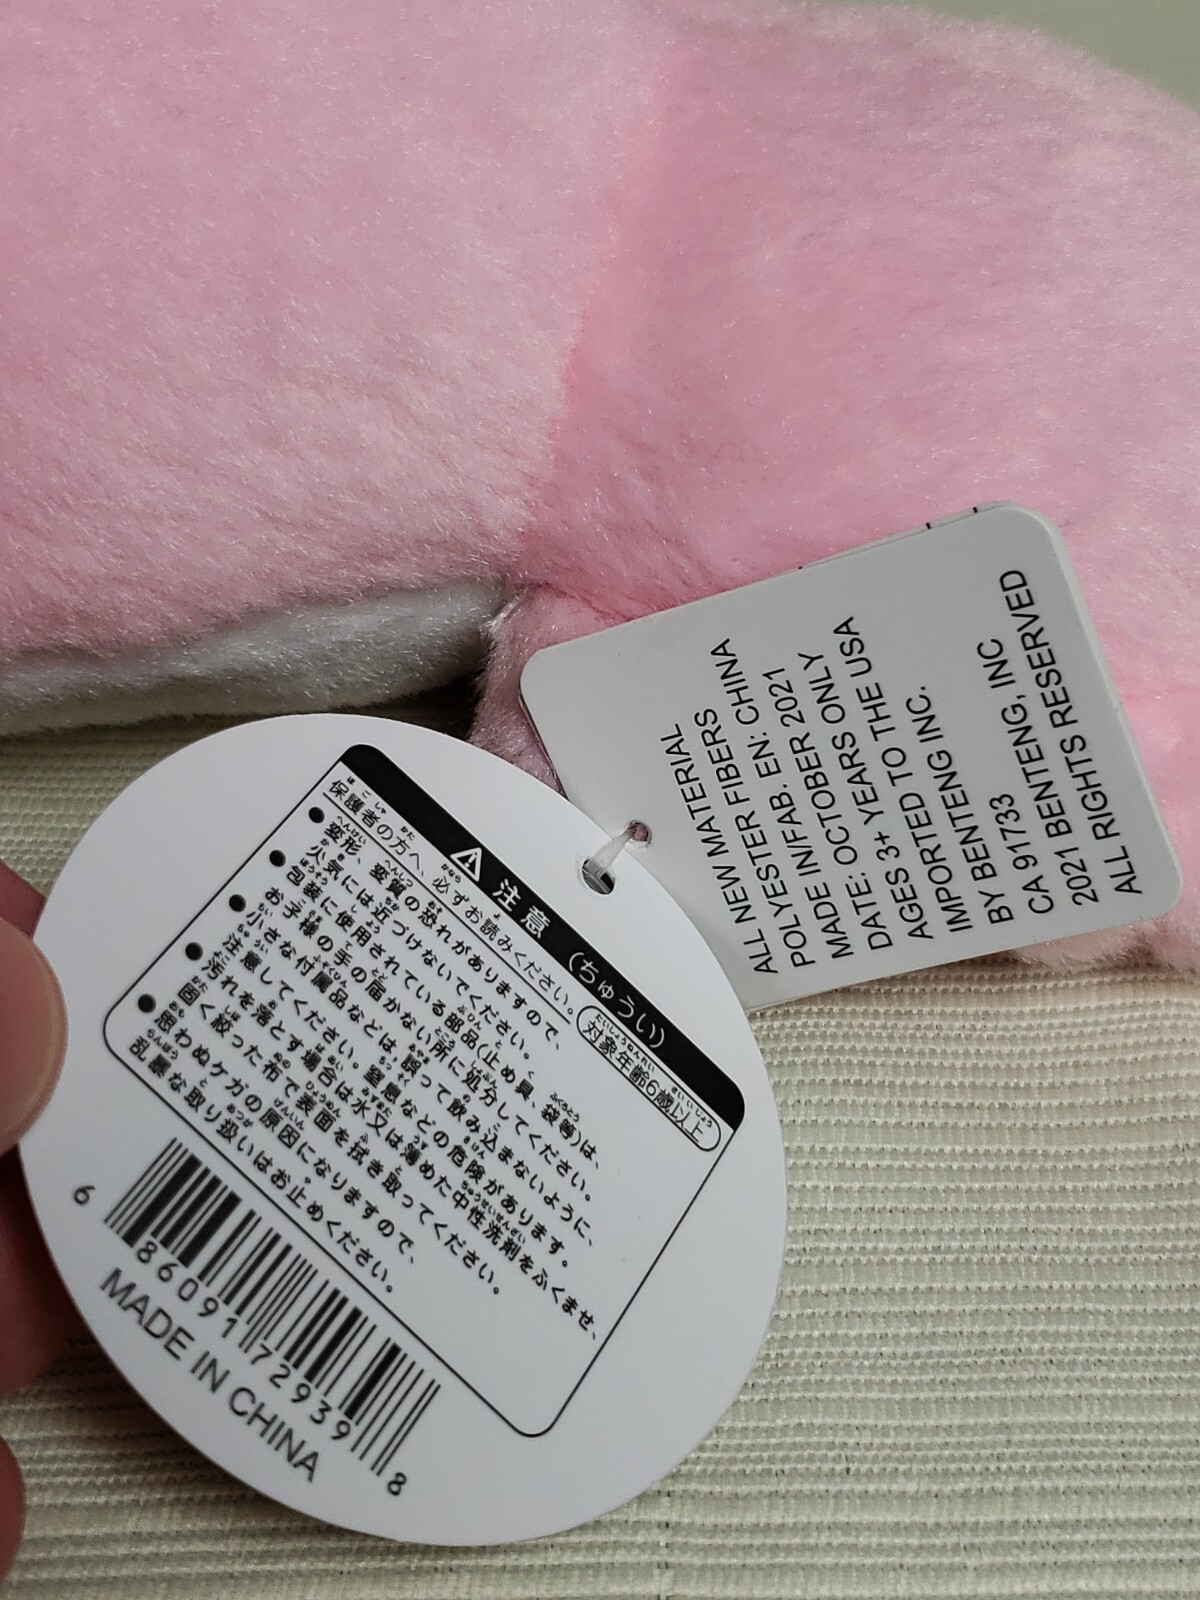 注意 (ちゅうい)
保護者の方へ、必ずお読みください。 対象年齢6歳以上
● 変形、変質の恐れがありますので、
火気には近づけないでください。
● 包装に使用されている部品(止め具、袋等)は、
お子様の手の届かない所に処分してください。
● 小さな付属品などは、誤って飲み込まないように、
注意してください。窒息などの危険があります。
● 汚れを落とす場合は水又は薄めた中性洗剤をふくませ、
固く絞った布で表面を拭き取ってください。
● 思わぬケガの原因になりますので、
乱暴な取り扱いはお止めください。
6 86091 72939 8
MADE IN CHINA
ALL NEW MATERIAL
POLYESTER FIBERS
MADE IN/FAB. EN: CHINA
DATE: OCTOBER 2021
AGES 3+ YEARS ONLY
IMPORTED TO THE USA
BY BENTENG INC.
CA 91733
2021 BENTENG, INC
ALL RIGHTS RESERVED